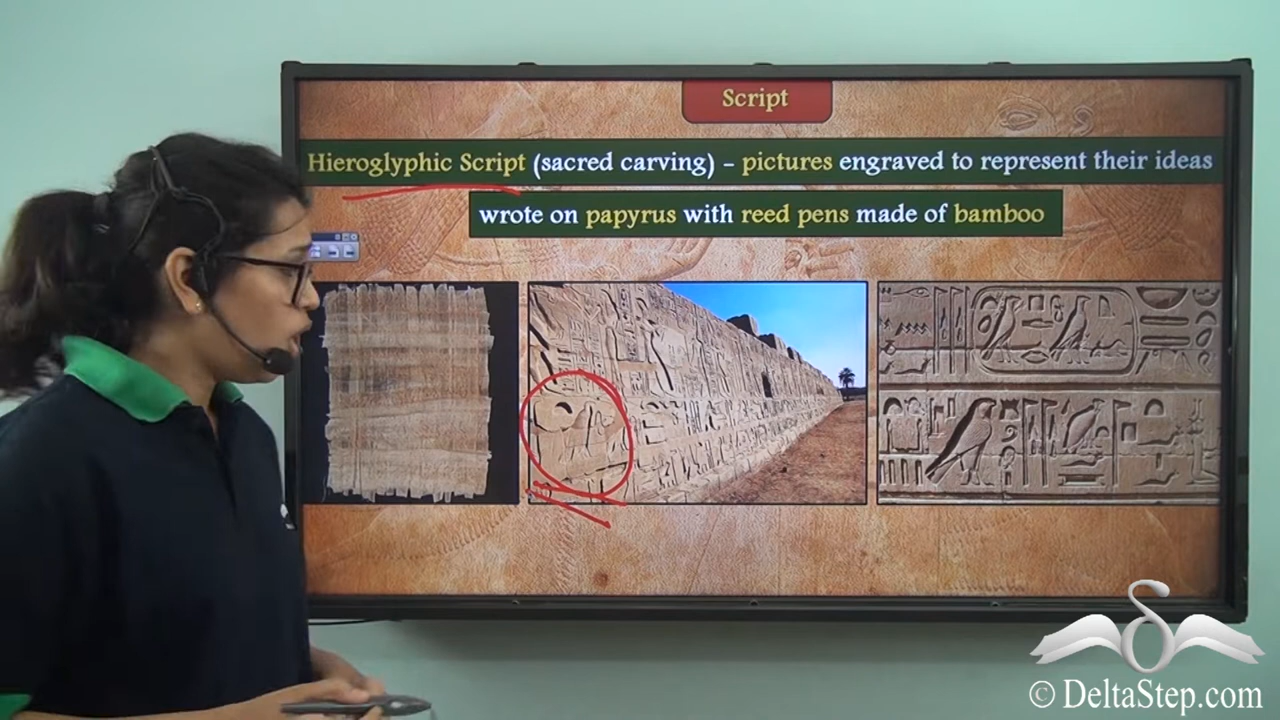 Script
Hieroglyphic Script (sacred carving) – pictures engraved to represent their ideas
wrote on papyrus with reed pens made of bamboo
© DeltaStep.com